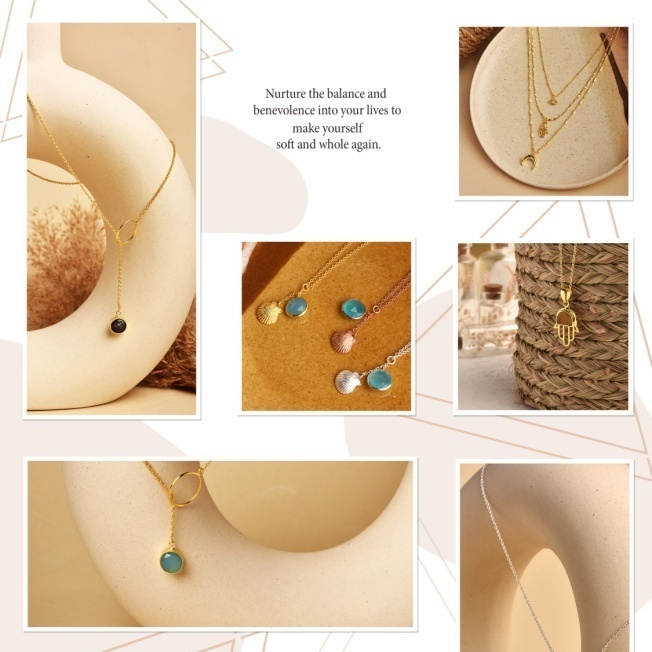 Nurture the balance and
benevolence into your lives to
make yourself
soft and whole again.